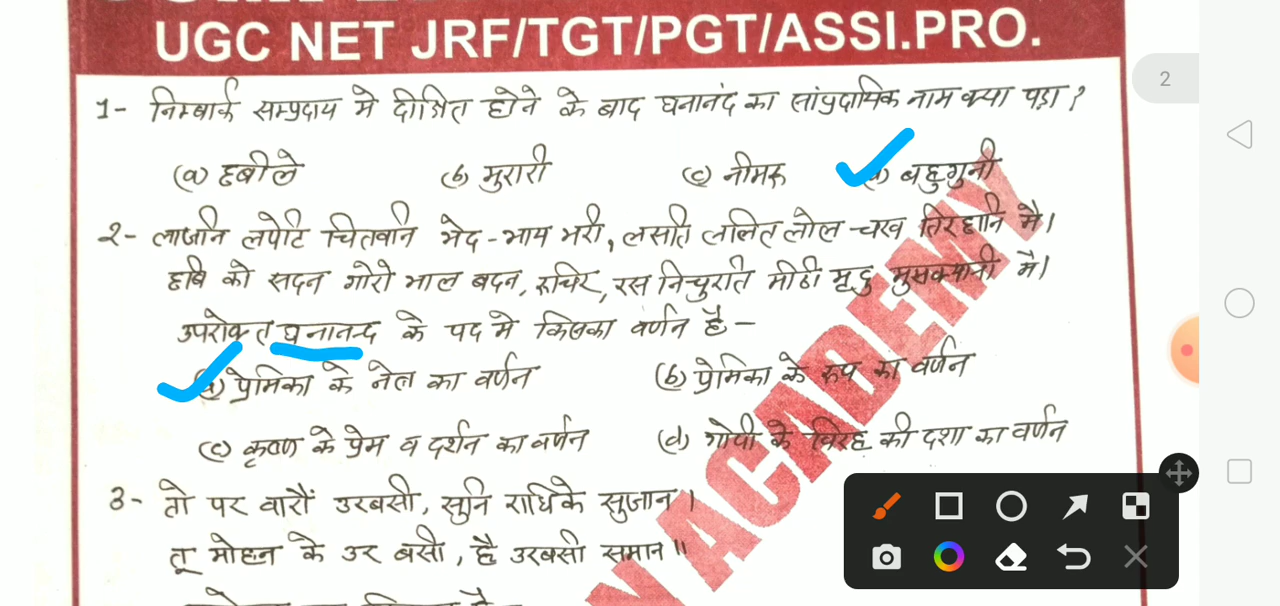 UGC NET JRF/TGT/PGT/ASSI.PRO.
2
1- निम्बार्क सम्प्रदाय मे दीक्षित होने के बाद घनानंद का सांप्रदायिक नाम क्या पड़ा?
(a) हबीले (b) मुरारी (c) नीमरू (d) बहुगुनी
2- लाजनि लपेटि चितवनि भेद-भाय भरी, लसति ललित लोल चख तिरछानि मै।
छबि को सदन गोरो भाल बदन, रूचिर, रस निचुरति मीठी मृदु मुसक्यानी मै।
उपरोक्त घनानन्द के पद मे किसका वर्णन है-
(a) प्रेमिका के नेत्र का वर्णन (b) प्रेमिका के रूप का वर्णन
(c) कृष्ण के प्रेम व दर्शन का वर्णन (d) गोपी के विरह की दशा का वर्णन
3- तो पर वारौं उरबसी, सुनि राधिके सुजान।
तू मोहन के उर बसी, है उरबसी समान॥
N ACADEMY